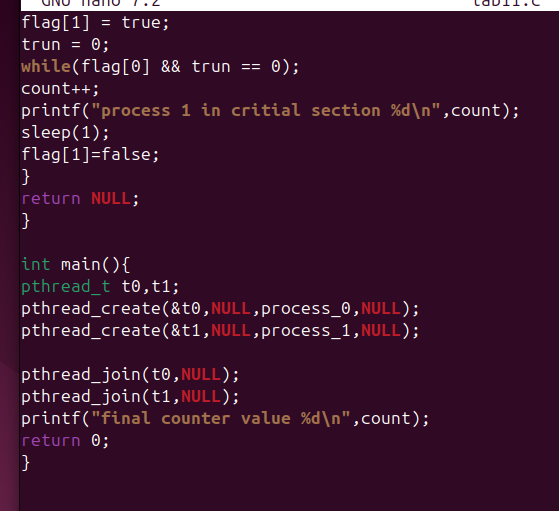 GNU nano 7.2 lab11.c
flag[1] = true;
trun = 0;
while(flag[0] && trun == 0);
count++;
printf("process 1 in critial section %d\n",count);
sleep(1);
flag[1]=false;
}
return NULL;
}
int main(){
pthread_t t0,t1;
pthread_create(&t0,NULL,process_0,NULL);
pthread_create(&t1,NULL,process_1,NULL);
pthread_join(t0,NULL);
pthread_join(t1,NULL);
printf("final counter value %d\n",count);
return 0;
}